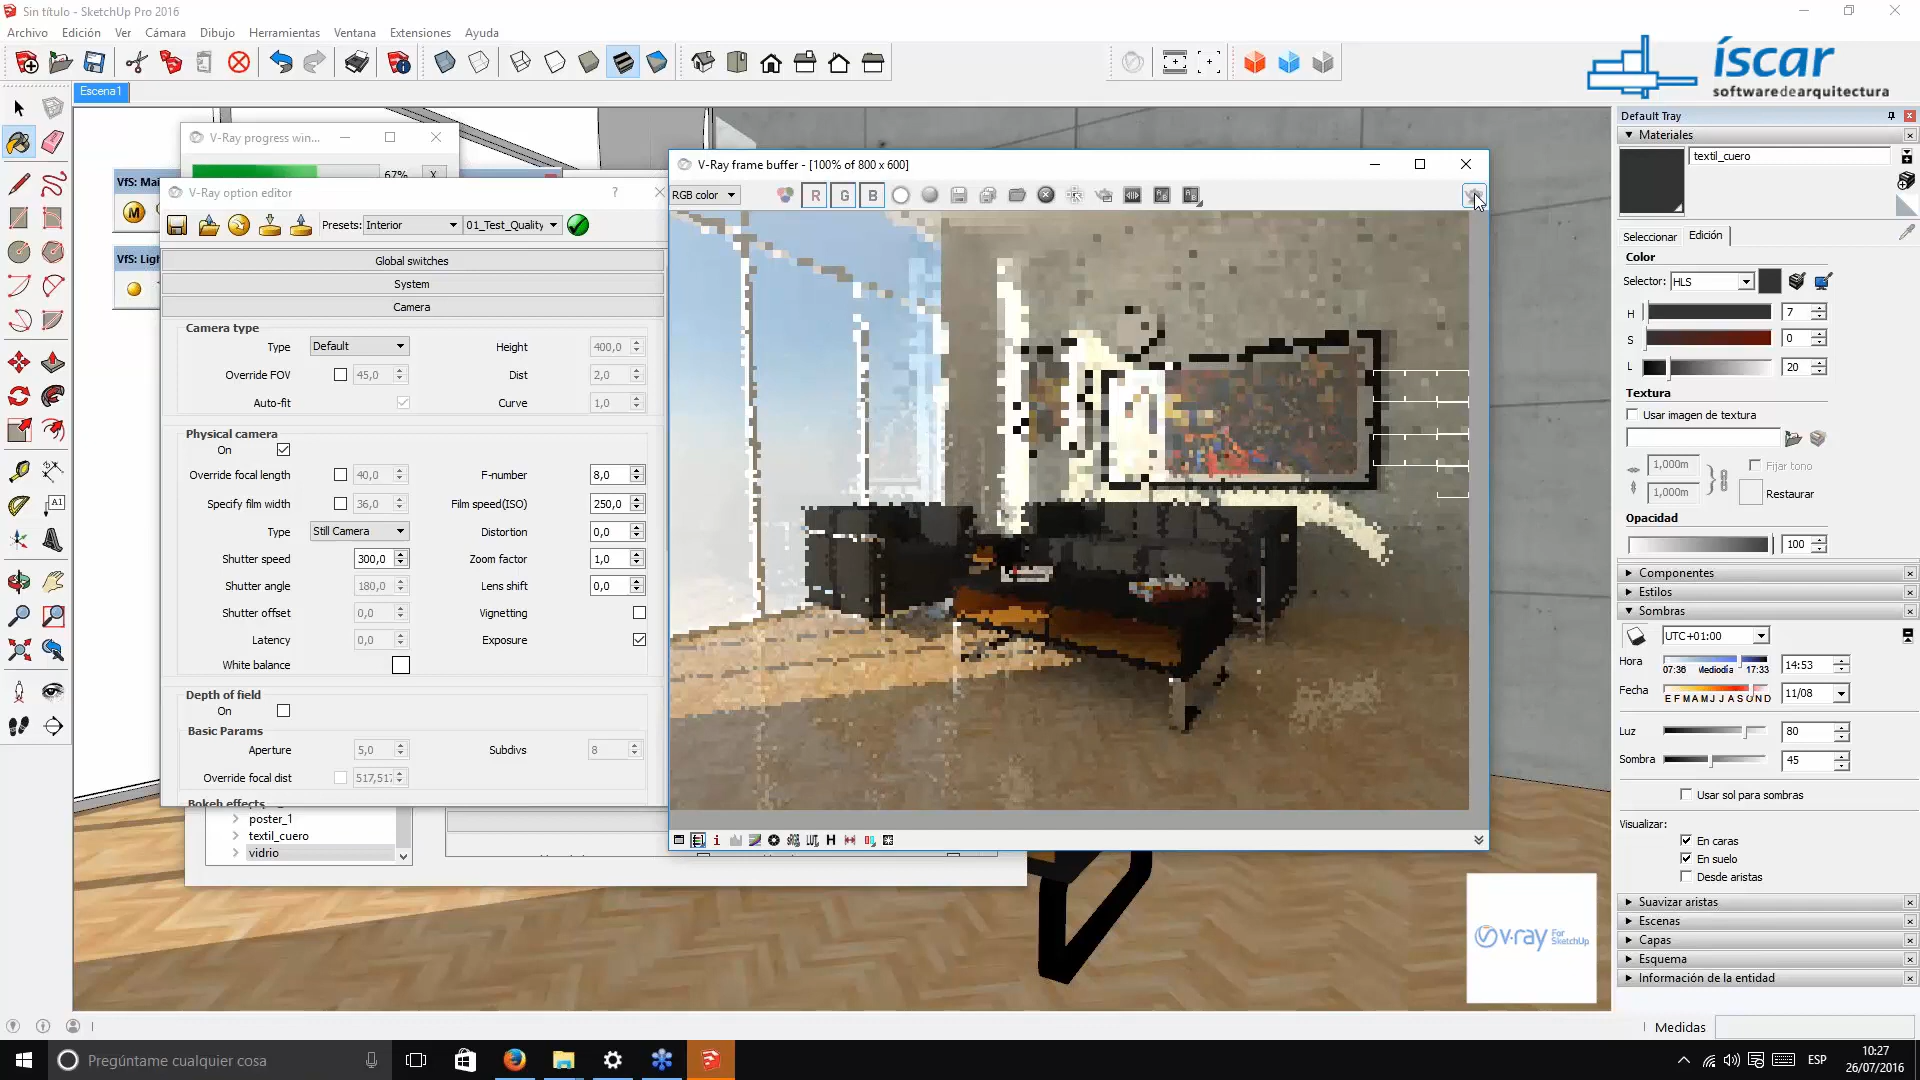 Sin título - SketchUp Pro 2016
Archivo Edición Ver Cámara Dibujo Herramientas Ventana Extensiones Ayuda
íscar
softwaredearquitectura
Escena1
V-Ray progress win...
67%
X
VfS: Mai
M
VfS: Ligh
V-Ray option editor
?
Presets: Interior 01_Test_Quality
Global switches
System
Camera
Camera type
Type Default Height 400,0
Override FOV 45,0 Dist 2,0
Auto-fit Curve 1,0
Physical camera
On
Override focal length 40,0 F-number 8,0
Specify film width 36,0 Film speed(ISO) 250,0
Type Still Camera Distortion 0,0
Shutter speed 300,0 Zoom factor 1,0
Shutter angle 180,0 Lens shift 0,0
Shutter offset 0,0 Vignetting
Latency 0,0 Exposure
White balance
Depth of field
On
Basic Params
Aperture 5,0 Subdivs 8
Override focal dist 517,517
Bokeh effects
poster_1
textil_cuero
vidrio
V-Ray frame buffer - [100% of 800 x 600]
RGB color R G B
i H
Default Tray
Materiales
textil_cuero
Seleccionar Edición
Color
Selector: HLS
H 7
S 0
L 20
Textura
Usar imagen de textura
1,000m Fijar tono
1,000m Restaurar
Opacidad
100
Componentes
Estilos
Sombras
UTC+01:00
Hora 07:36 Mediodía 17:33 14:53
Fecha E F M A M J J A S O N D 11/08
Luz 80
Sombra 45
Usar sol para sombras
Visualizar:
En caras
En suelo
Desde aristas
Suavizar aristas
Escenas
Capas
Esquema
Información de la entidad
v-ray For SketchUp
Medidas
Pregúntame cualquier cosa
ESP
10:27
26/07/2016